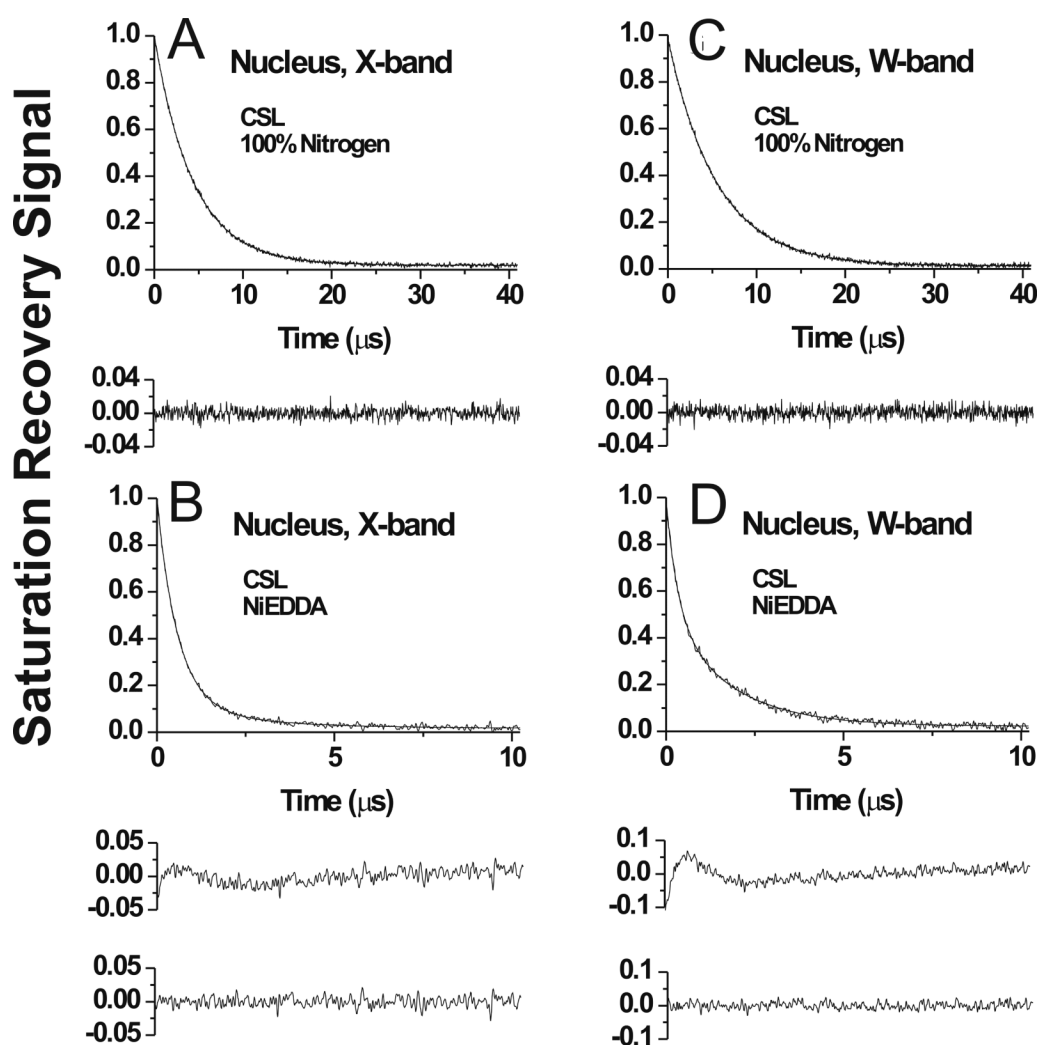 Saturation Recovery Signal
A
Nucleus, X-band
CSL
100% Nitrogen
1.0
0.8
0.6
0.4
0.2
0.0
0 10 20 30 40
Time (μs)
0.04
0.00
-0.04
C
Nucleus, W-band
CSL
100% Nitrogen
1.0
0.8
0.6
0.4
0.2
0.0
0 10 20 30 40
Time (μs)
0.04
0.00
-0.04
B
Nucleus, X-band
CSL
NiEDDA
1.0
0.8
0.6
0.4
0.2
0.0
0 5 10
Time (μs)
0.05
0.00
-0.05
0.05
0.00
-0.05
D
Nucleus, W-band
CSL
NiEDDA
1.0
0.8
0.6
0.4
0.2
0.0
0 5 10
Time (μs)
0.1
0.0
-0.1
0.1
0.0
-0.1